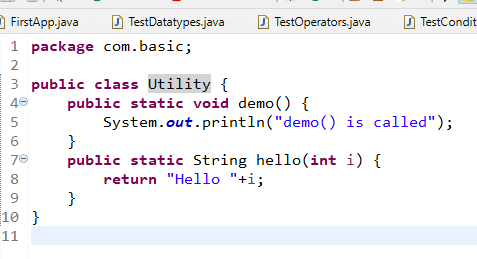 FirstApp.java TestDatatypes.java TestOperators.java TestCondit
1 package com.basic;
2
3 public class Utility {
4 public static void demo() {
5 System.out.println("demo() is called");
6 }
7 public static String hello(int i) {
8 return "Hello "+i;
9 }
10 }
11